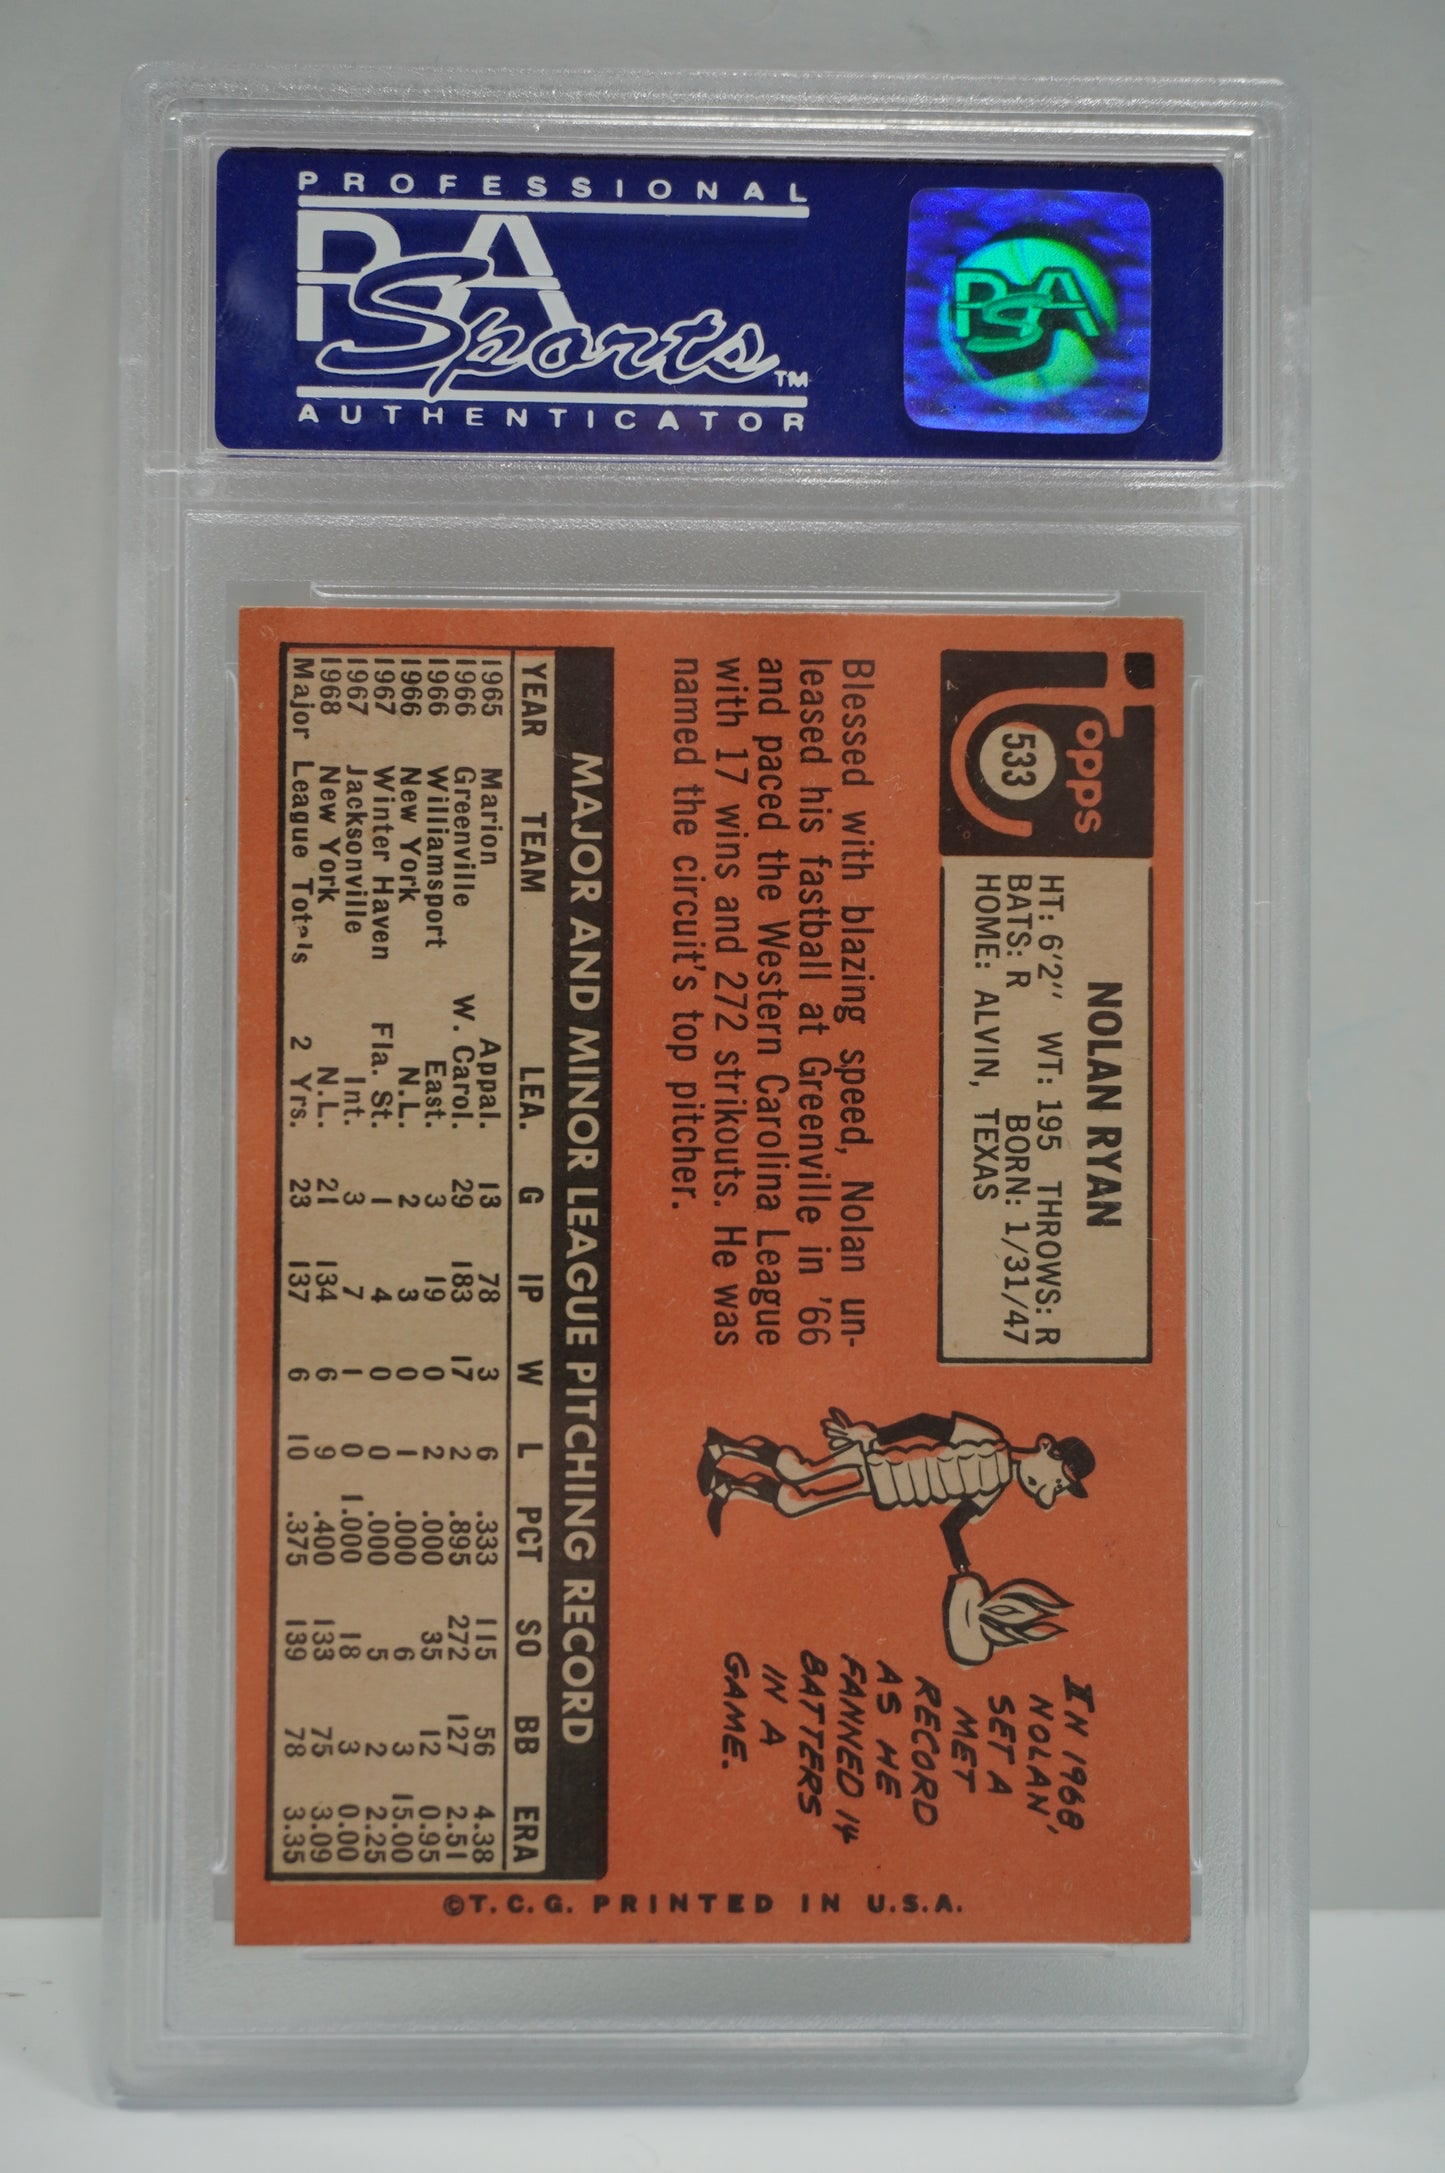 PROFESSIONAL
PSA
Sports™
AUTHENTICATOR
PSA
Topps
533
NOLAN RYAN
HT: 6'2" WT: 195 THROWS: R
BATS: R BORN: 1/31/47
HOME: ALVIN, TEXAS
Blessed with blazing speed, Nolan un-
leased his fastball at Greenville in '66
and paced the Western Carolina League
with 17 wins and 272 strikouts. He was
named the circuit's top pitcher.
IN 1968,
NOLAN,
SET A
MET
RECORD
AS HE
FANNED 14
BATTERS
IN A
GAME.
MAJOR AND MINOR LEAGUE PITCHING RECORD
YEAR TEAM LEA. G IP W L PCT SO BB ERA
1965 Marion Appal. 13 78 3 6 .333 115 56 4.38
1966 Greenville W. Carol. 29 183 17 2 .895 272 127 2.51
1966 Williamsport East. 3 19 0 2 .000 35 12 0.95
1966 New York N.L. 2 3 0 1 .000 6 3 15.00
1967 Winter Haven Fla. St. 1 4 0 0 .000 5 2 2.25
1967 Jacksonville Int. 3 7 1 0 1.000 18 3 0.00
1968 New York N.L. 21 134 6 9 .400 133 75 3.09
Major League Totals 2 Yrs. 23 137 6 10 .375 139 78 3.35
©T.C.G. PRINTED IN U.S.A.